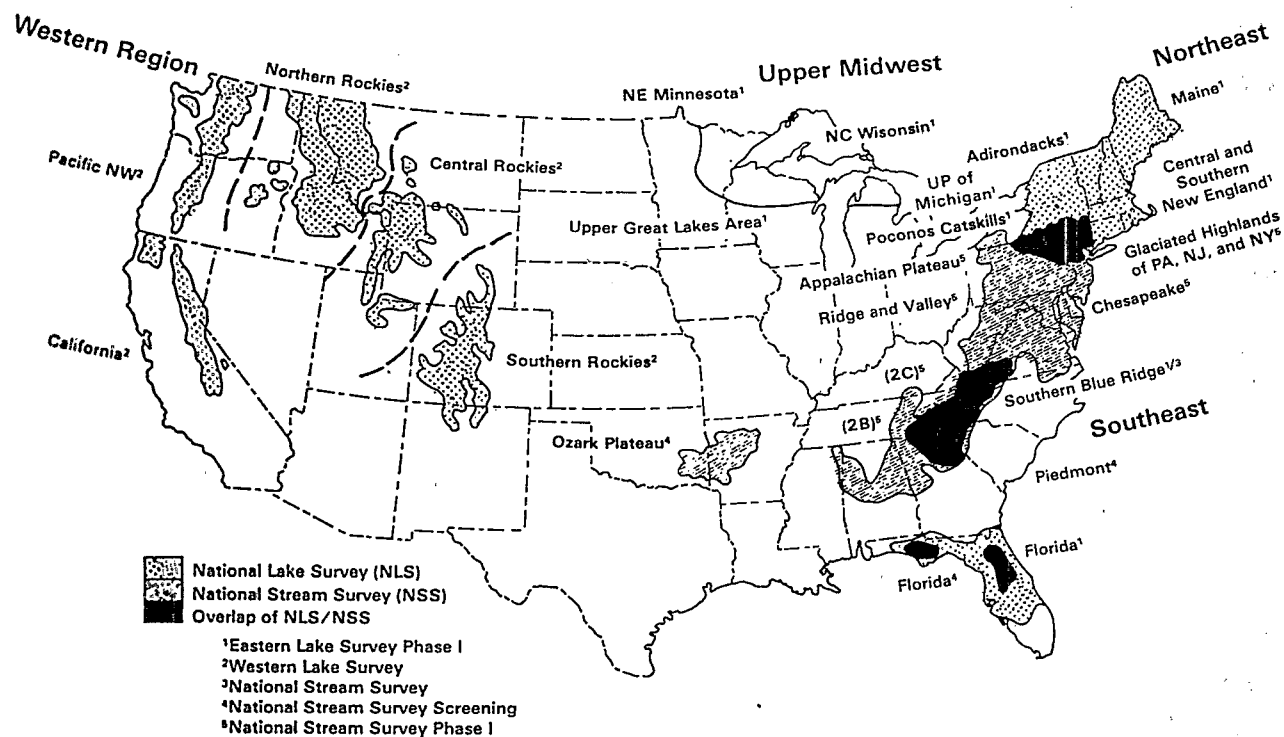 Western Region
Northern Rockies²
Upper Midwest
Northeast
NE Minnesota¹
Maine¹
NC Wisonsin¹
Adirondacks¹
Pacific NW²
Central Rockies²
Central and
Southern
New England¹
UP of
Michigan¹
Upper Great Lakes Area¹
Poconos Catskills¹
Glaciated Highlands
of PA, NJ, and NY⁵
Appalachian Plateau⁵
Chesapeake⁵
Ridge and Valley⁵
California²
Southern Rockies²
(2C)⁵
Southern Blue Ridge¹/³
(2B)⁵
Southeast
Ozark Plateau⁴
Piedmont⁴
Florida¹
Florida⁴
National Lake Survey (NLS)
National Stream Survey (NSS)
Overlap of NLS/NSS
¹Eastern Lake Survey Phase I
²Western Lake Survey
³National Stream Survey
⁴National Stream Survey Screening
⁵National Stream Survey Phase I